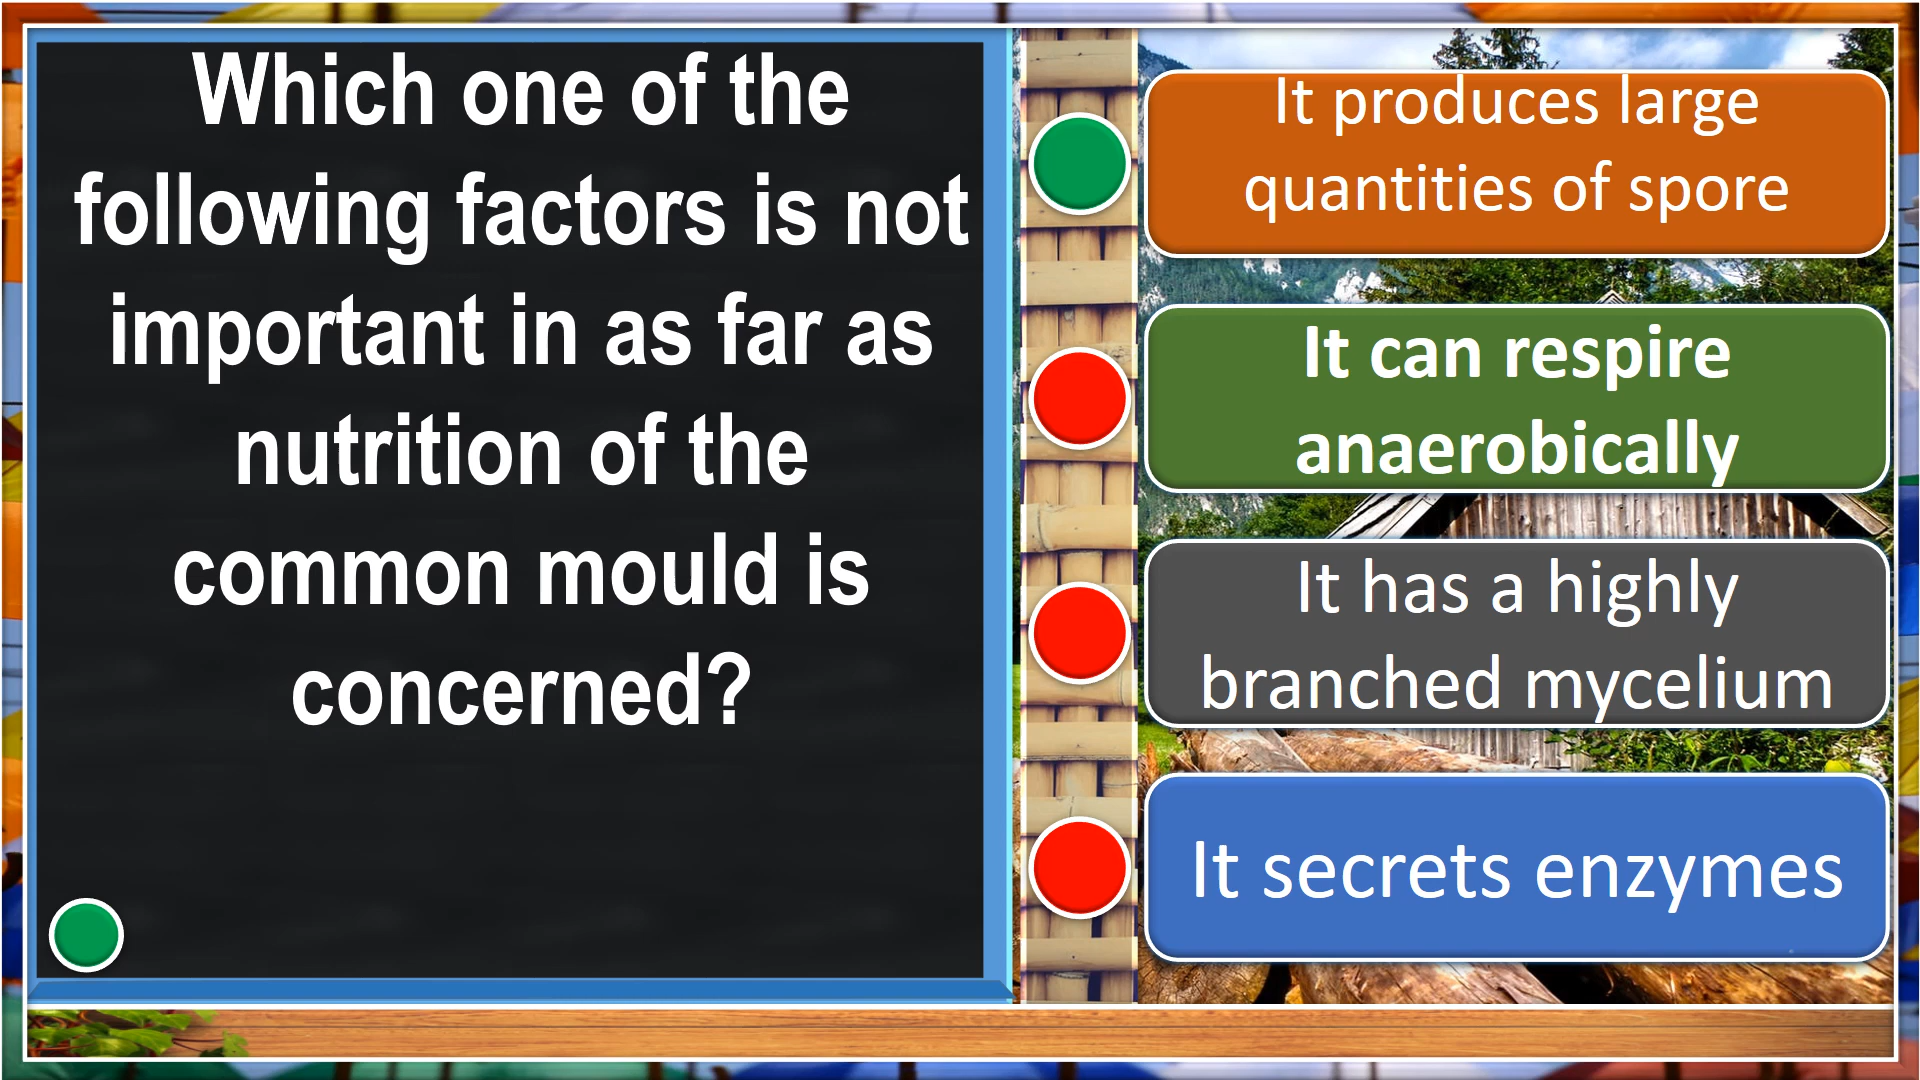 Which one of the
following factors is not
important in as far as
nutrition of the
common mould is
concerned?
It produces large
quantities of spore
It can respire
anaerobically
It has a highly
branched mycelium
It secrets enzymes